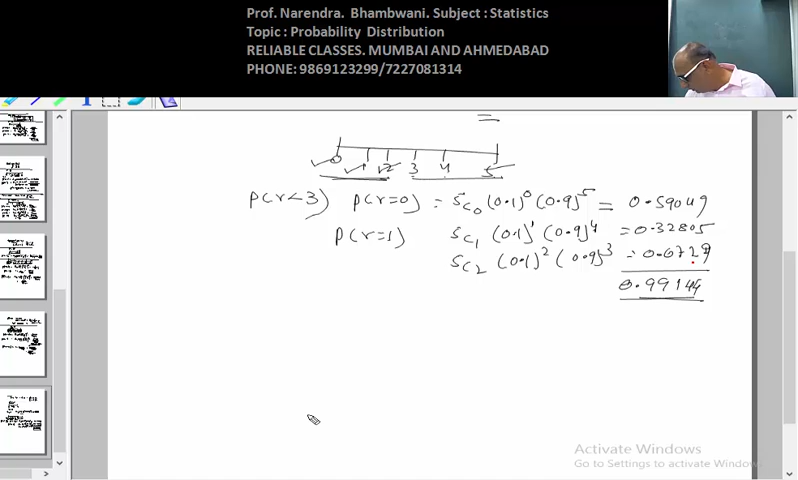 Prof. Narendra. Bhambwani. Subject : Statistics
Topic : Probability Distribution
RELIABLE CLASSES. MUMBAI AND AHMEDABAD
PHONE: 9869123299/7227081314
0 1 2 3 4 5
P(r<3) P(r=0) = 5C0 (0.1)^0 (0.9)^5 = 0.59049
P(r=1) 5C1 (0.1)^1 (0.9)^4 = 0.32805
5C2 (0.1)^2 (0.9)^3 = 0.0729
0.99144
Activate Windows
Go to Settings to activate Windows.